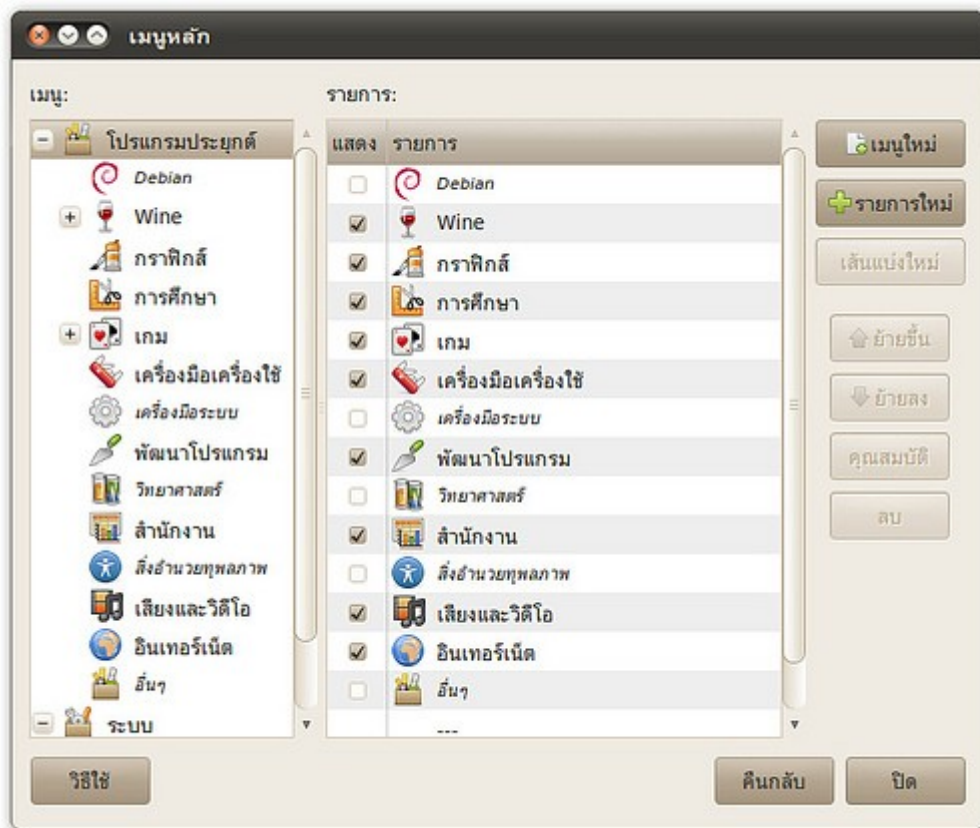 เมนูหลัก
เมนู:
โปรแกรมประยุกต์
Debian
Wine
กราฟิกส์
การศึกษา
เกม
เครื่องมือเครื่องใช้
เครื่องมือระบบ
พัฒนาโปรแกรม
วิทยาศาสตร์
สำนักงาน
สิ่งอำนวยทุพลภาพ
เสียงและวิดีโอ
อินเทอร์เน็ต
อื่นๆ
ระบบ
รายการ:
แสดง รายการ
Debian
Wine
กราฟิกส์
การศึกษา
เกม
เครื่องมือเครื่องใช้
เครื่องมือระบบ
พัฒนาโปรแกรม
วิทยาศาสตร์
สำนักงาน
สิ่งอำนวยทุพลภาพ
เสียงและวิดีโอ
อินเทอร์เน็ต
อื่นๆ
---
เมนูใหม่
รายการใหม่
เส้นแบ่งใหม่
ย้ายขึ้น
ย้ายลง
คุณสมบัติ
ลบ
วิธีใช้
คืนกลับ
ปิด